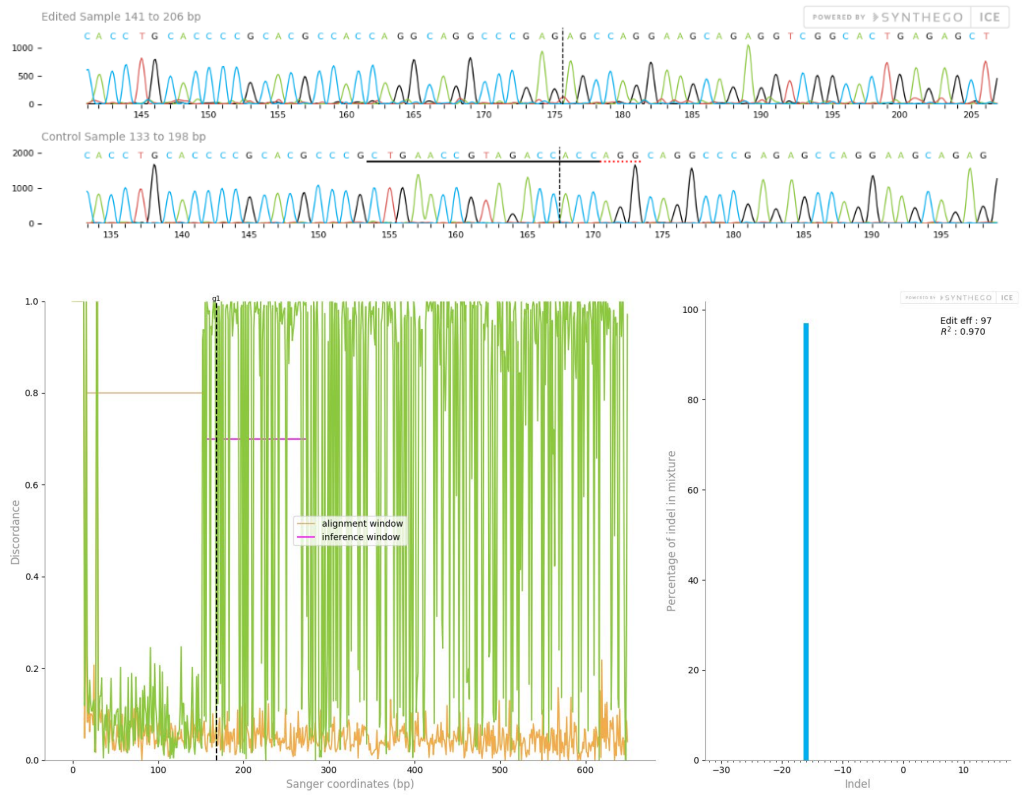 Edited Sample 141 to 206 bp
POWERED BY SYNTHEGO ICE
C A C C T G C A C C C C G C A C G C C A C C A G G C A G G C C C G A G A G C C A G G A A G C A G A G G T C G G C A C T G A G A G C T
1000
500
0
145 150 155 160 165 170 175 180 185 190 195 200 205
Control Sample 133 to 198 bp
C A C C T G C A C C C C G C A C G C C C G C T G A A C C G T A G A C C A C C A G G C A G G C C C G A G A G C C A G G A A G C A G A G
2000
1000
0
135 140 145 150 155 160 165 170 175 180 185 190 195
g1
1.0
0.8
0.6
0.4
0.2
0.0
Discordance
alignment window
inference window
0 100 200 300 400 500 600
Sanger coordinates (bp)
POWERED BY SYNTHEGO ICE
Edit eff : 97
R² : 0.970
100
80
60
40
20
0
Percentage of indel in mixture
−30 −20 −10 0 10
Indel